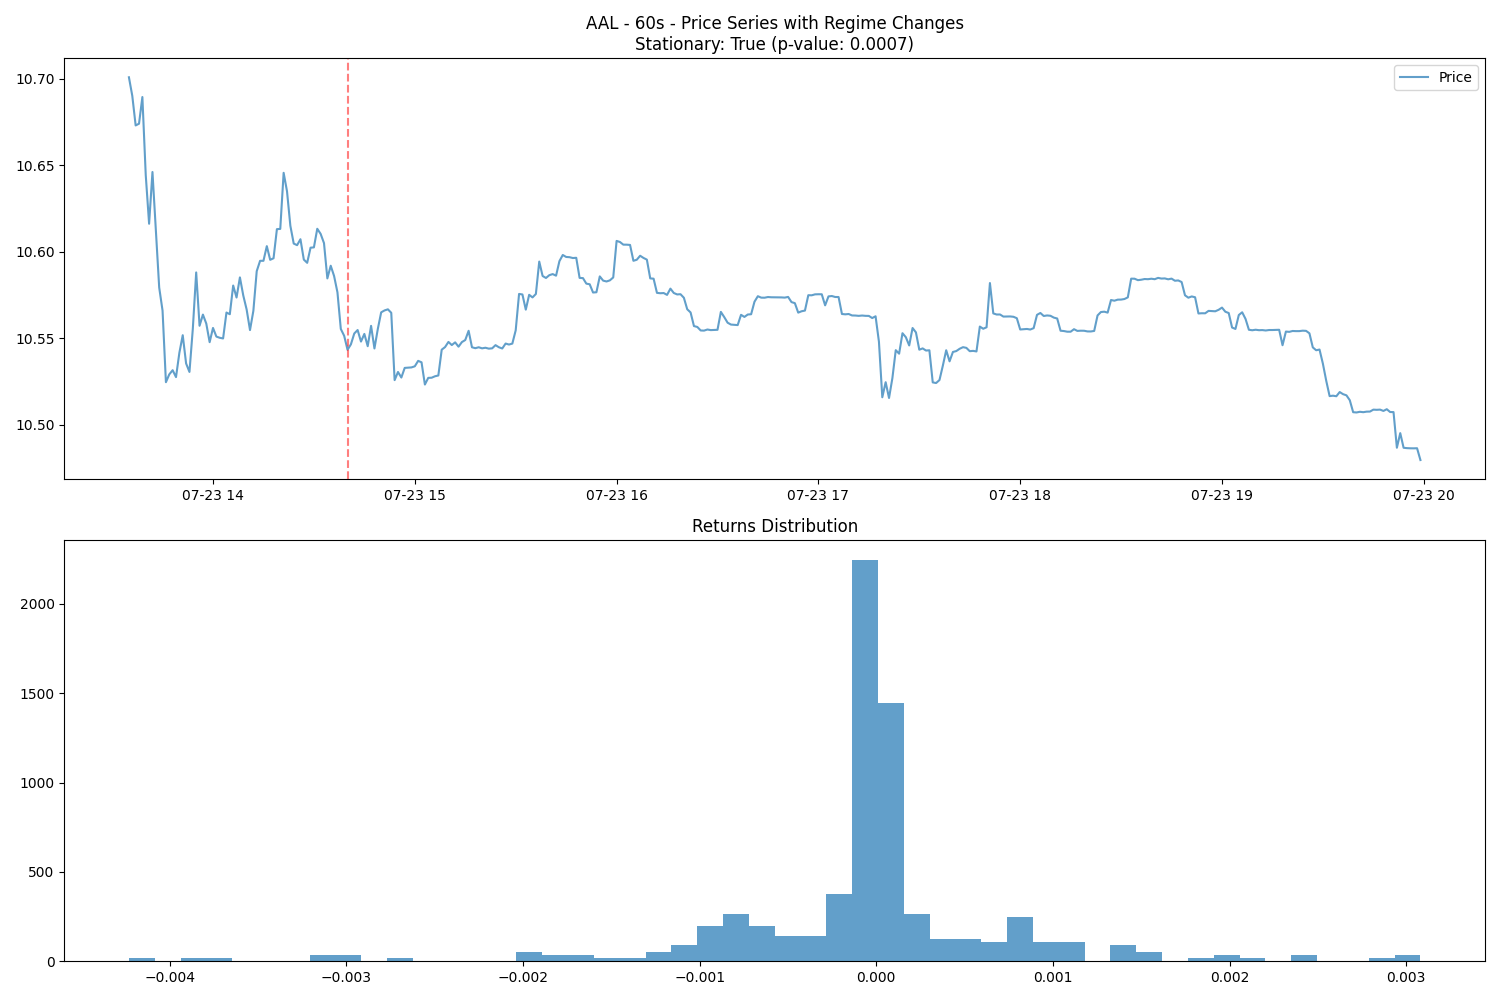 AAL - 60s - Price Series with Regime Changes
Stationary: True (p-value: 0.0007)
Price
10.70
10.65
10.60
10.55
10.50
07-23 14 07-23 15 07-23 16 07-23 17 07-23 18 07-23 19 07-23 20
Returns Distribution
2000
1500
1000
500
0
−0.004 −0.003 −0.002 −0.001 0.000 0.001 0.002 0.003